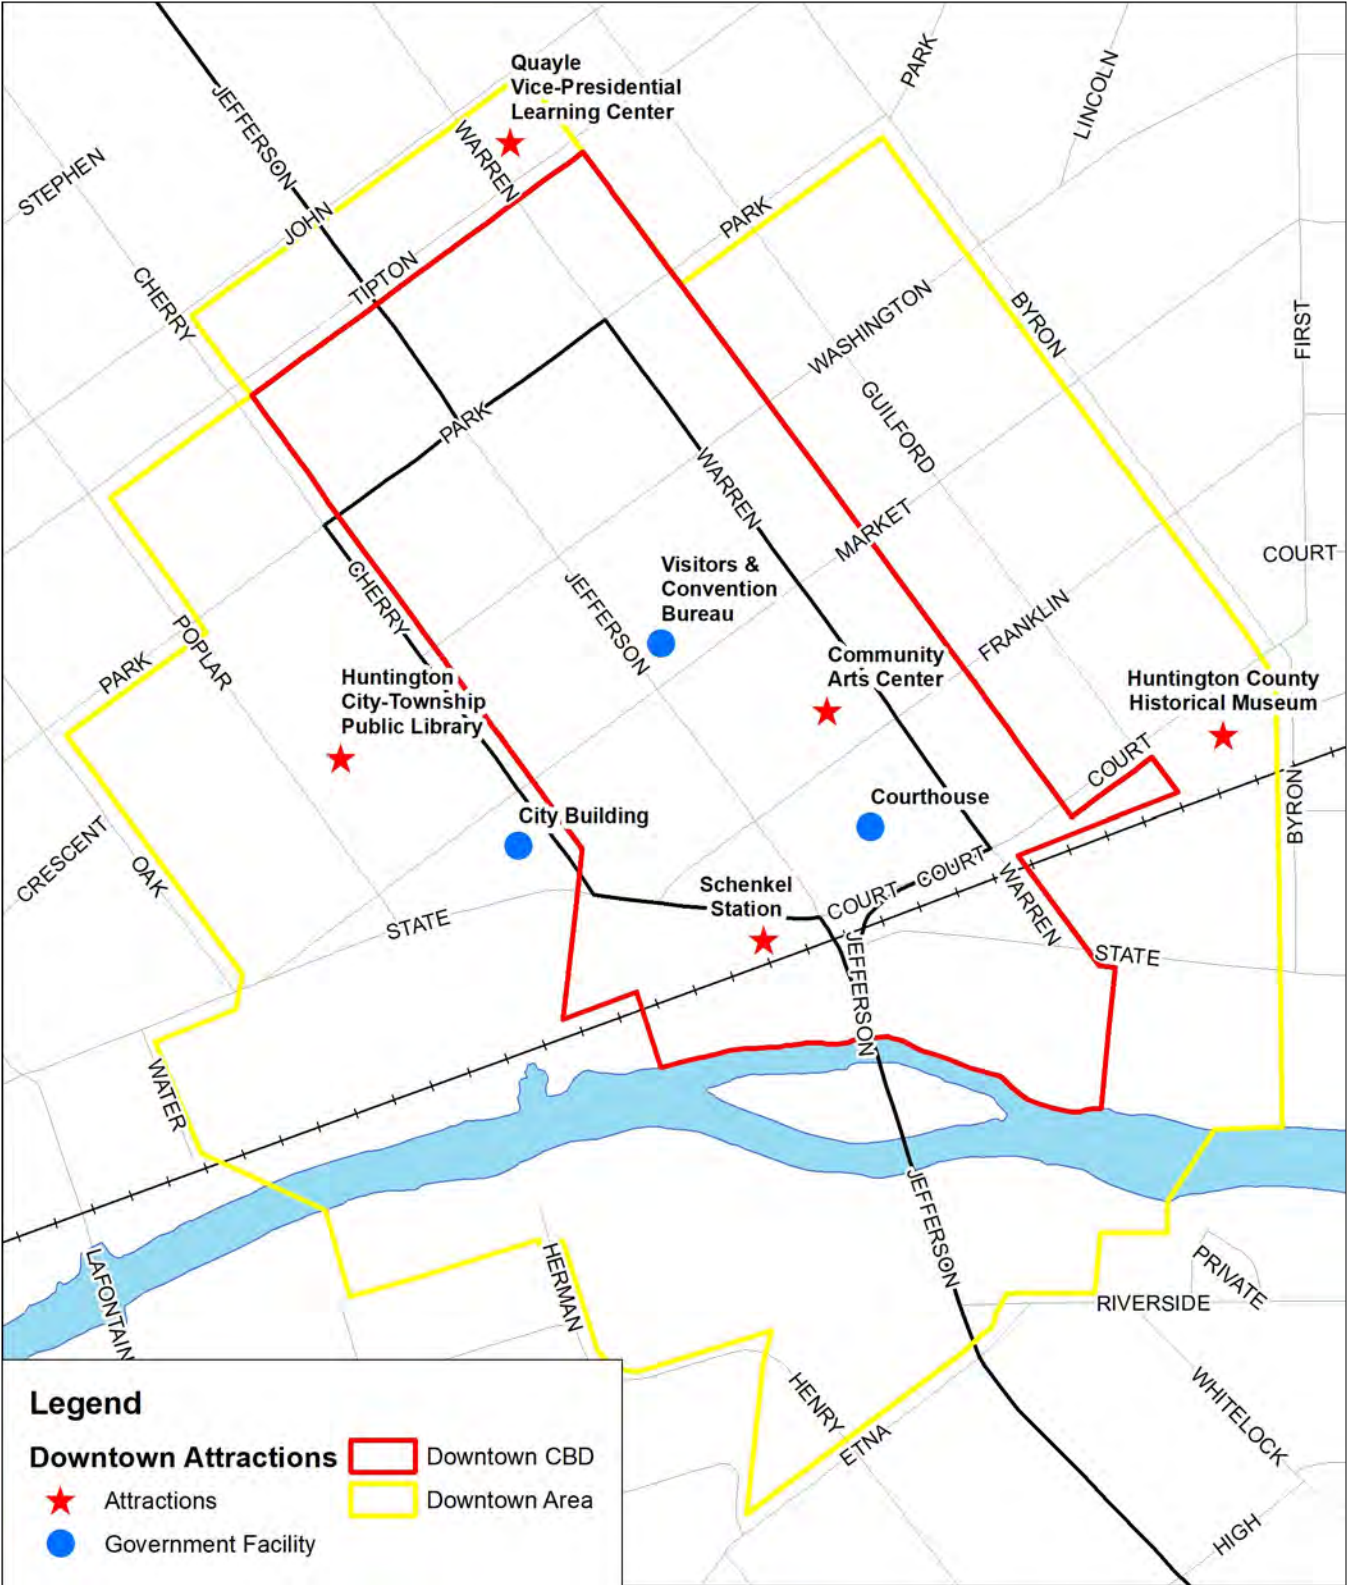 Quayle
Vice-Presidential
Learning Center
PARK
LINCOLN
JEFFERSON
WARREN
STEPHEN
JOHN
PARK
TIPTON
CHERRY
WASHINGTON
BYRON
FIRST
PARK
GUILFORD
WARREN
MARKET
COURT
Visitors &
Convention
Bureau
CHERRY
JEFFERSON
FRANKLIN
POPLAR
PARK
Community
Arts Center
Huntington County
Historical Museum
Huntington
City-Township
Public Library
COURT
Courthouse
City Building
BYRON
CRESCENT
OAK
Schenkel
Station
COURT
COURT
WARREN
STATE
STATE
JEFFERSON
WATER
JEFFERSON
HERMAN
LAFONTAIN
PRIVATE
RIVERSIDE
HENRY
ETNA
WHITELOCK
HIGH
Legend
Downtown Attractions
Attractions
Government Facility
Downtown CBD
Downtown Area